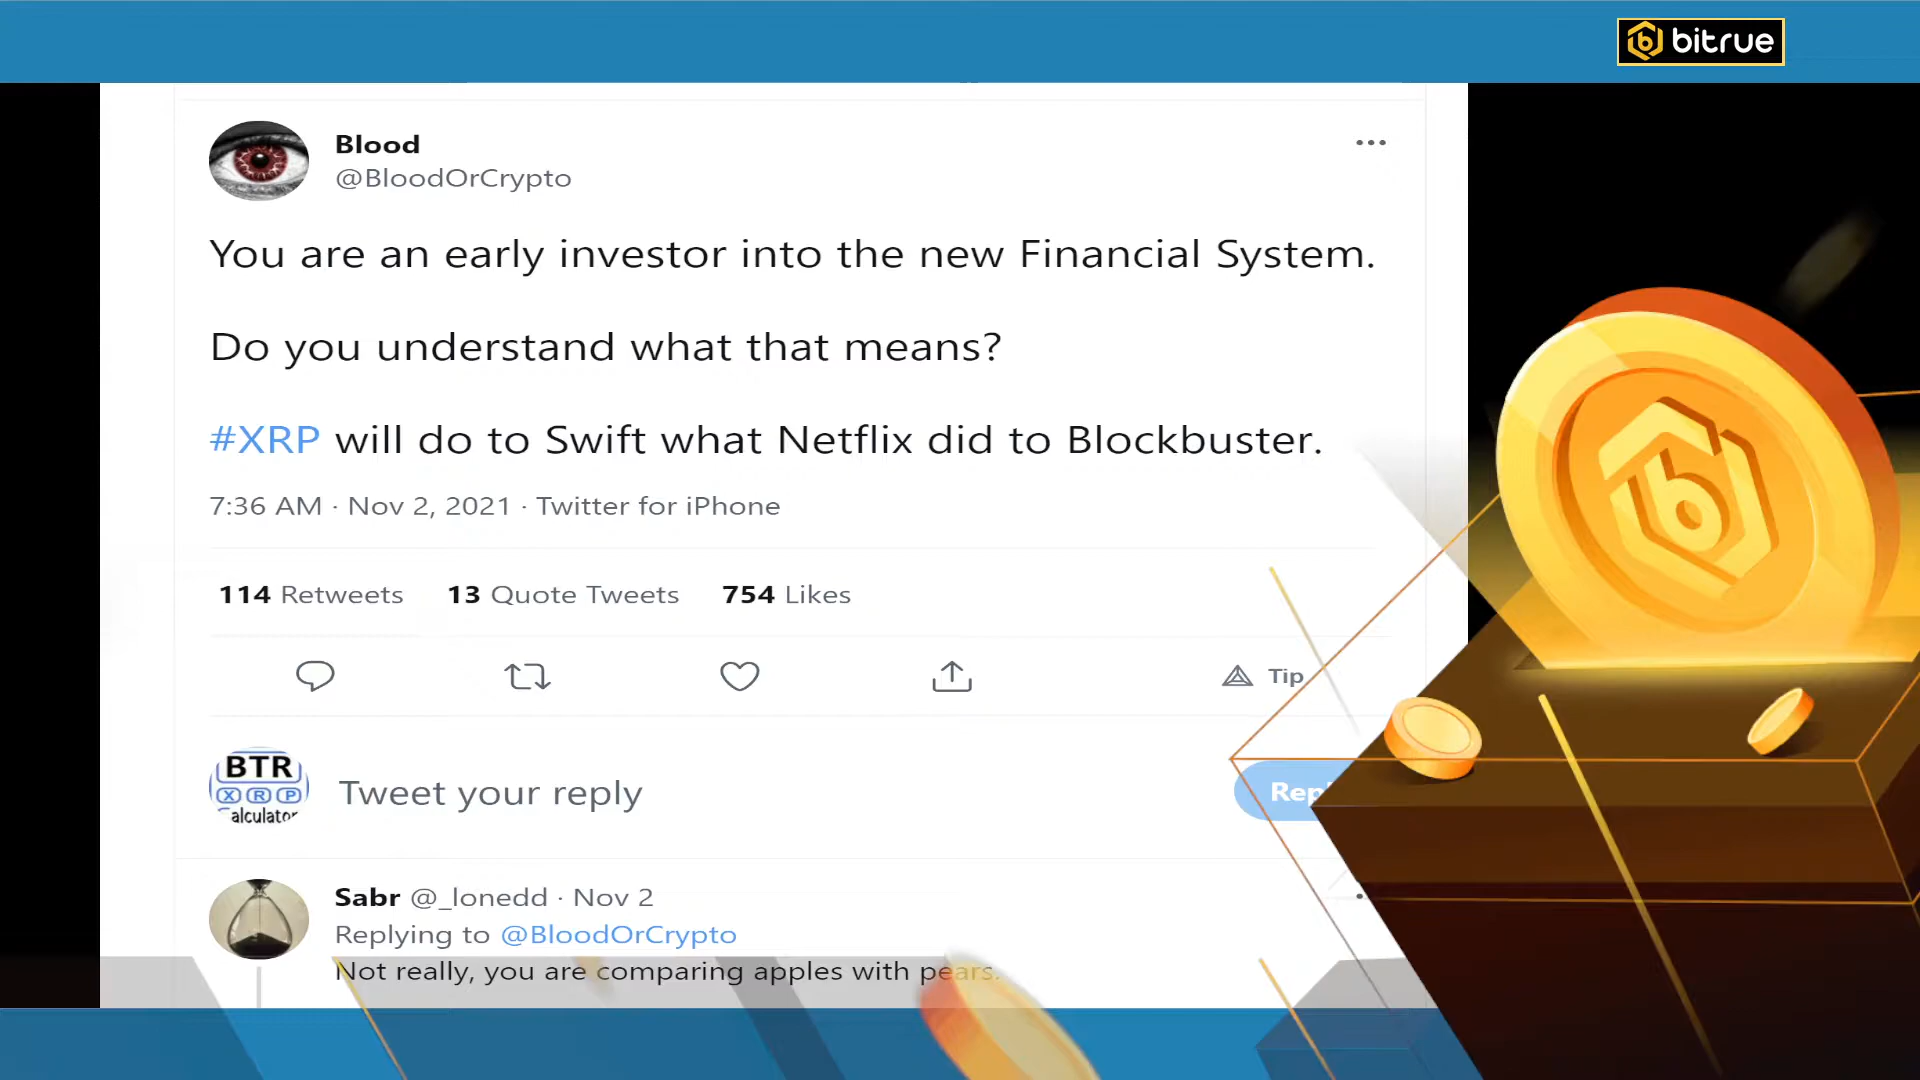 bitrue
Blood
@BloodOrCrypto
You are an early investor into the new Financial System.
Do you understand what that means?
#XRP will do to Swift what Netflix did to Blockbuster.
7:36 AM · Nov 2, 2021 · Twitter for iPhone
114 Retweets 13 Quote Tweets 754 Likes
Tip
BTR
XRP
alculator
Tweet your reply
Rep
Sabr @_lonedd · Nov 2
Replying to @BloodOrCrypto
Not really, you are comparing apples with pears.